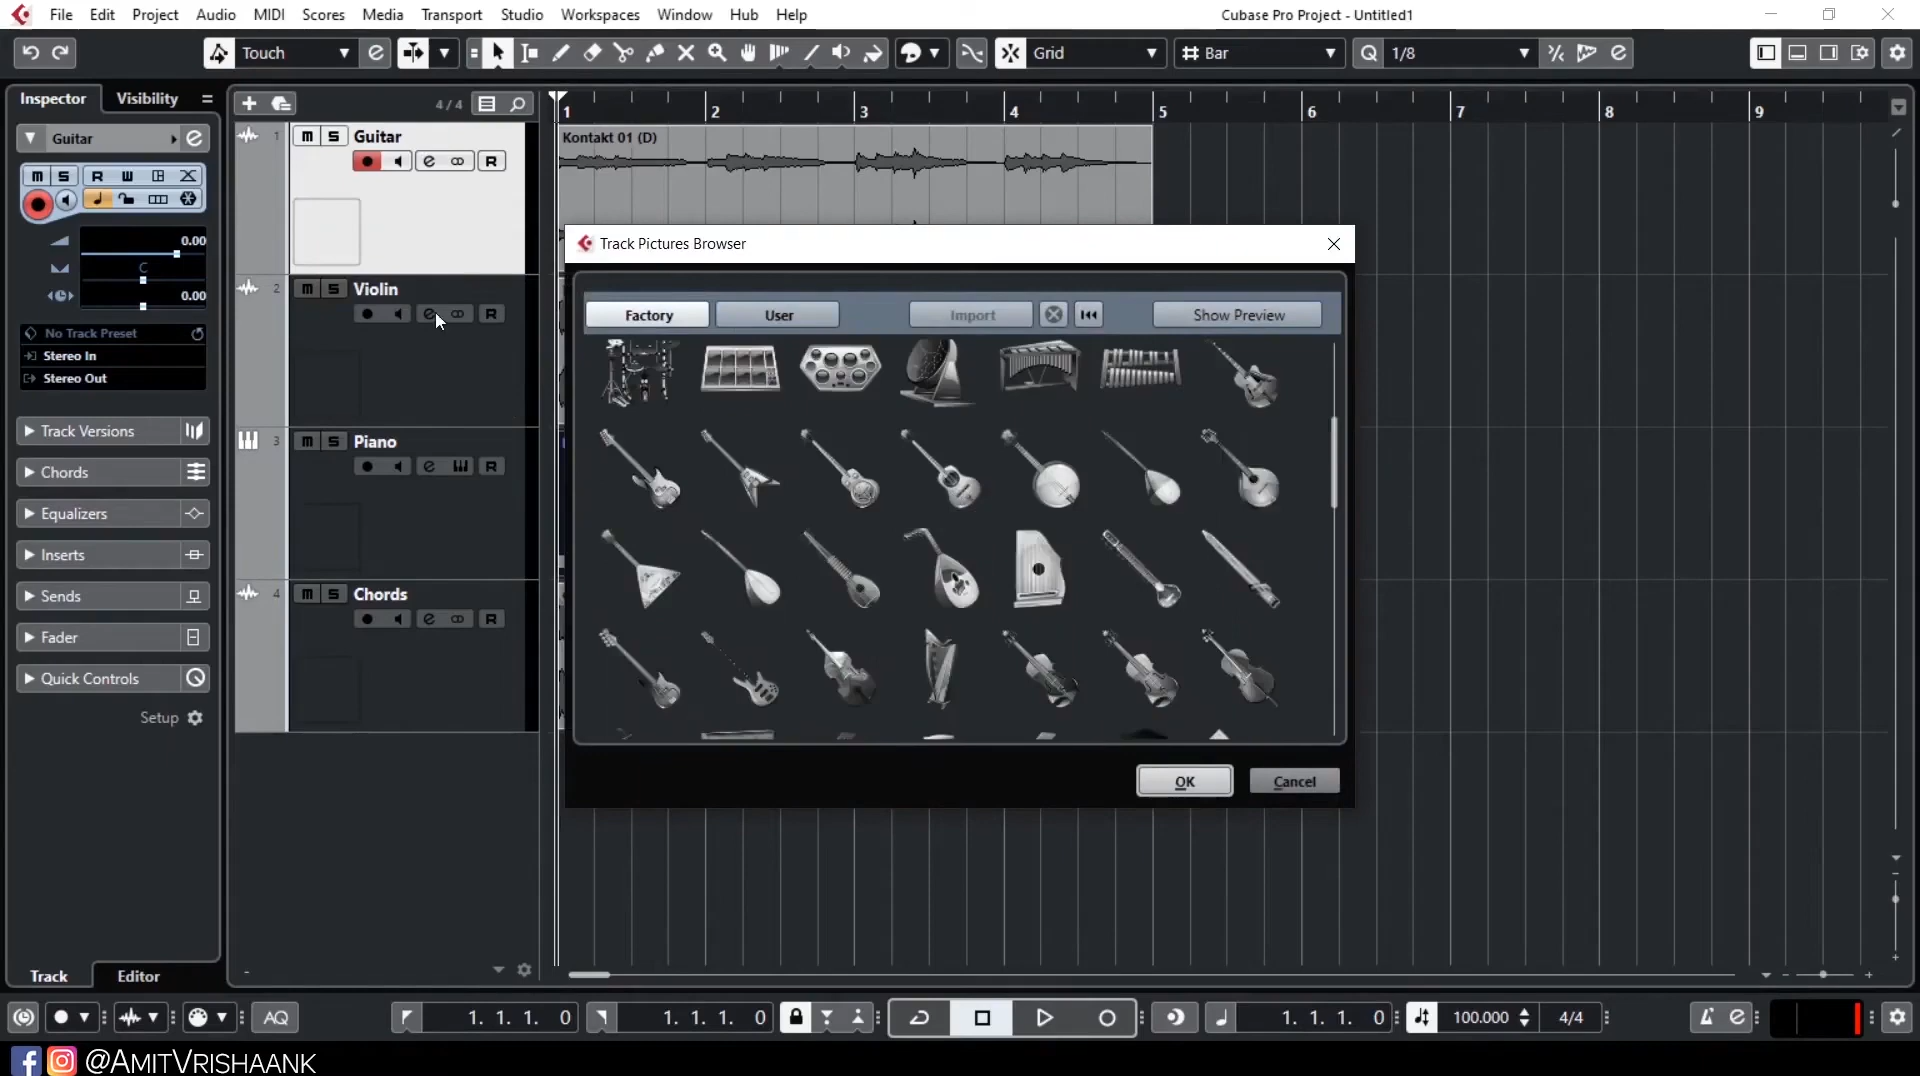 File Edit Project Audio MIDI Scores Media Transport Studio Workspaces Window Hub Help
Cubase Pro Project - Untitled1
Touch
Grid
Bar
Q 1/8
Inspector
Visibility
Guitar
M S R W
0.00
C
0.00
No Track Preset
Stereo In
Stereo Out
Track Versions
Chords
Equalizers
Inserts
Sends
Fader
Quick Controls
Setup
Track
Editor
4 / 4
1 M S Guitar
R
2 M S Violin
R
3 M S Piano
R
4 M S Chords
R
1 2 3 4 5 6 7 8 9
Kontakt 01 (D)
Track Pictures Browser
Factory
User
Import
Show Preview
OK
Cancel
AQ
1. 1. 1. 0
1. 1. 1. 0
1. 1. 1. 0
100.000
4/4
@AmitVrishaank